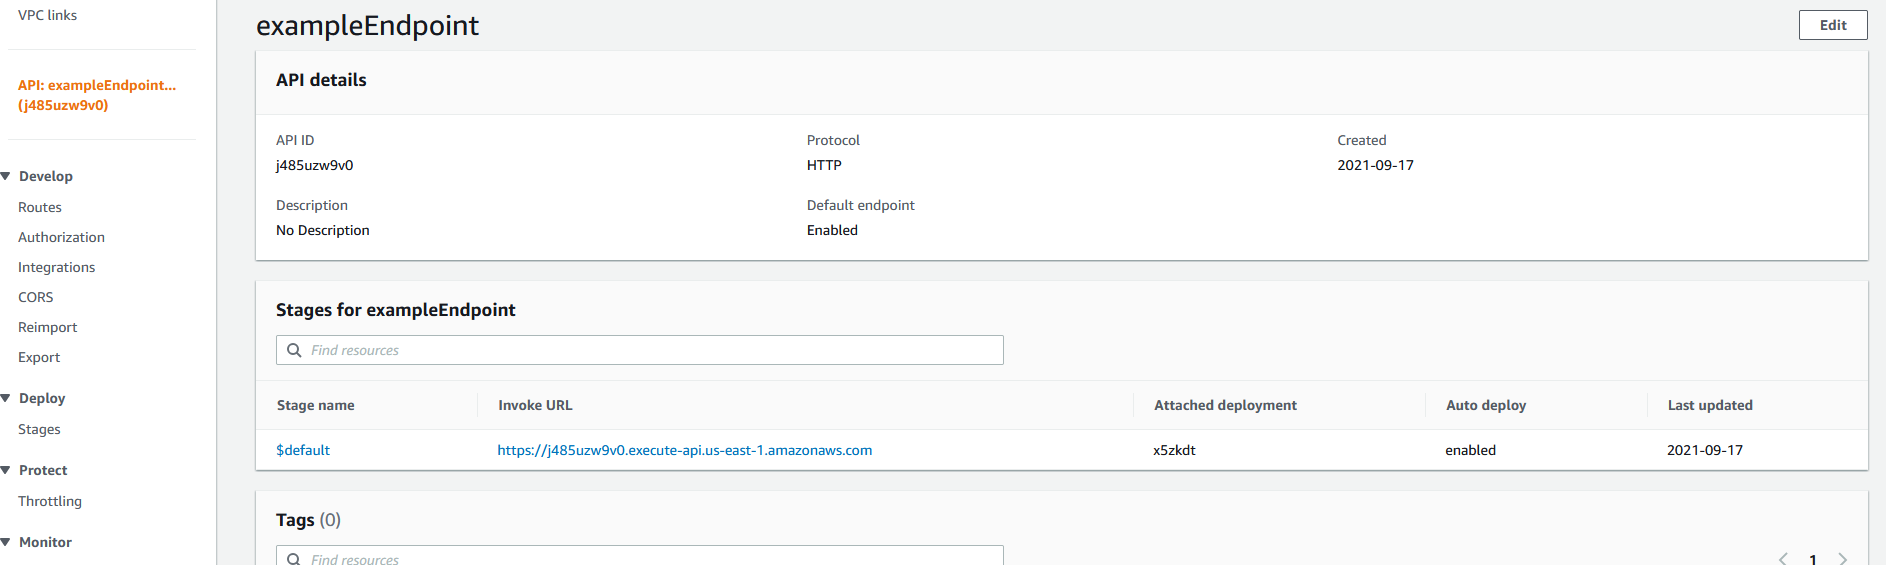 VPC links
API: exampleEndpoint...
(j485uzw9v0)
Develop
Routes
Authorization
Integrations
CORS
Reimport
Export
Deploy
Stages
Protect
Throttling
Monitor
exampleEndpoint
Edit
API details
API ID
j485uzw9v0
Protocol
HTTP
Created
2021-09-17
Description
No Description
Default endpoint
Enabled
Stages for exampleEndpoint
Find resources
Stage name Invoke URL Attached deployment Auto deploy Last updated
$default https://j485uzw9v0.execute-api.us-east-1.amazonaws.com x5zkdt enabled 2021-09-17
Tags (0)
Find resources
1